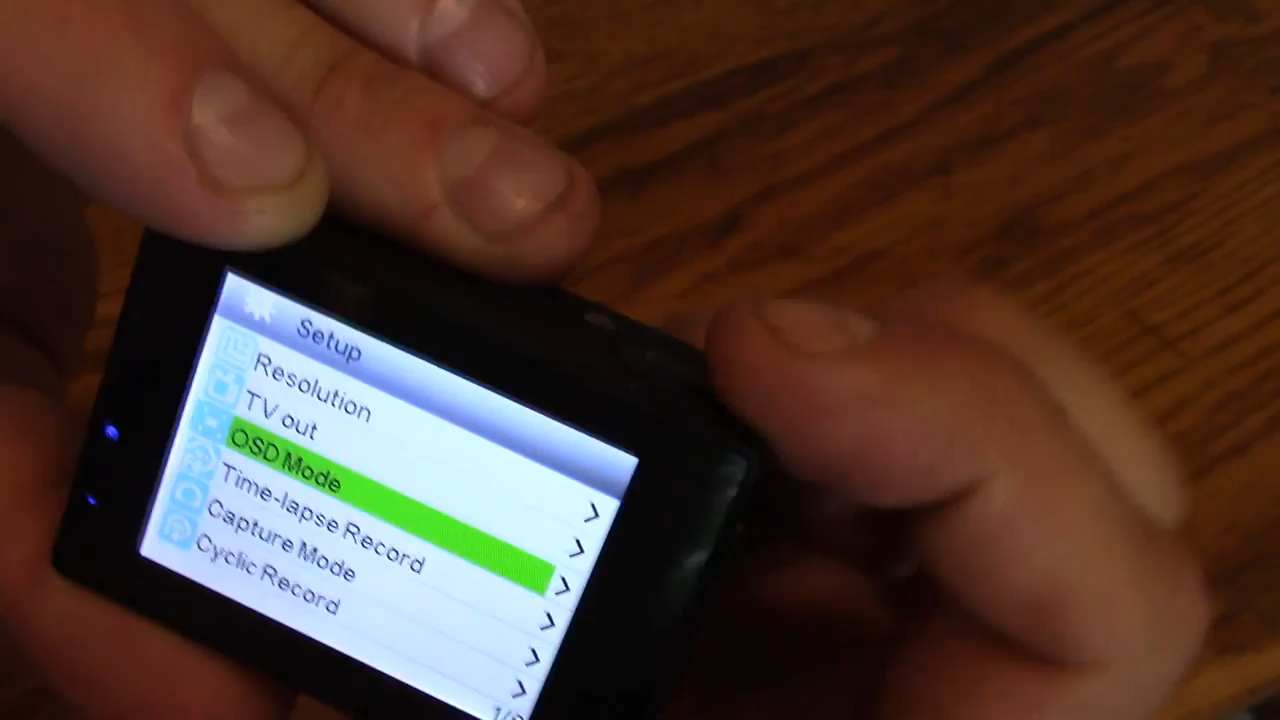 Setup
Resolution
TV out
OSD Mode
Time-lapse Record
Capture Mode
Cyclic Record